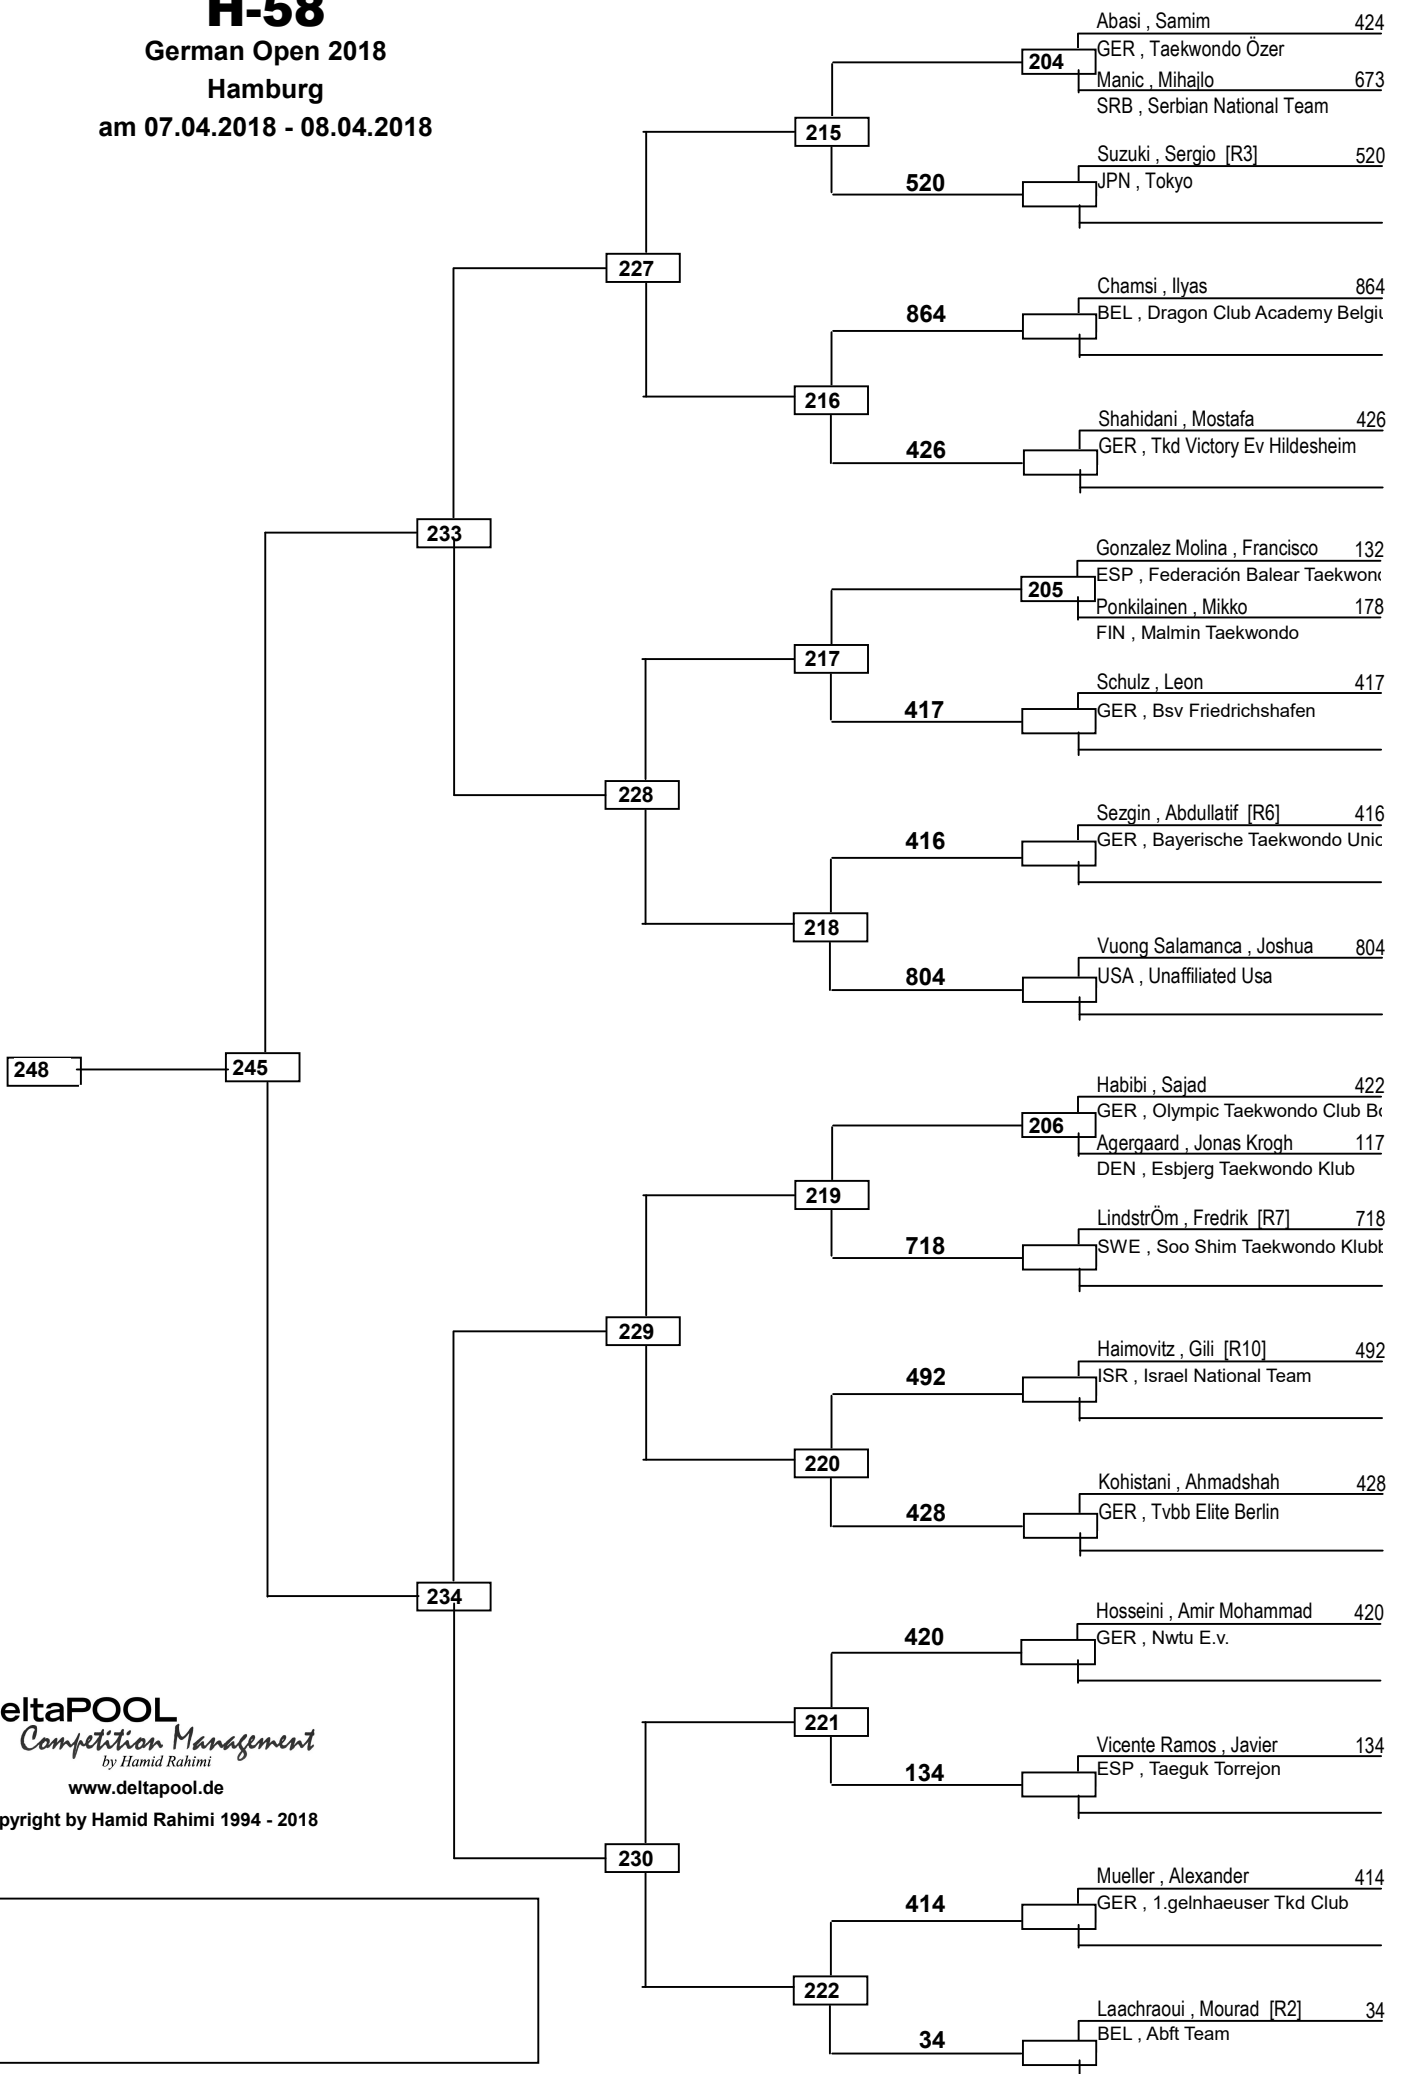 H-58
German Open 2018
Hamburg
am 07.04.2018 - 08.04.2018
Abasi , Samim 424
204 GER , Taekwondo Özer
Manic , Mihajlo 673
SRB , Serbian National Team
215
Suzuki , Sergio [R3] 520
520 JPN , Tokyo
227
Chamsi , Ilyas 864
864 BEL , Dragon Club Academy Belgiu
216
Shahidani , Mostafa 426
426 GER , Tkd Victory Ev Hildesheim
233
Gonzalez Molina , Francisco 132
205 ESP , Federación Balear Taekwond
Ponkilainen , Mikko 178
FIN , Malmin Taekwondo
217
Schulz , Leon 417
417 GER , Bsv Friedrichshafen
228
Sezgin , Abdullatif [R6] 416
416 GER , Bayerische Taekwondo Unio
218
Vuong Salamanca , Joshua 804
804 USA , Unaffiliated Usa
248 245
Habibi , Sajad 422
206 GER , Olympic Taekwondo Club Bo
Agergaard , Jonas Krogh 117
DEN , Esbjerg Taekwondo Klub
219
LindstrÖm , Fredrik [R7] 718
718 SWE , Soo Shim Taekwondo Klubb
229
Haimovitz , Gili [R10] 492
492 ISR , Israel National Team
220
Kohistani , Ahmadshah 428
428 GER , Tvbb Elite Berlin
234
Hosseini , Amir Mohammad 420
420 GER , Nwtu E.v.
221
Vicente Ramos , Javier 134
134 ESP , Taeguk Torrejon
230
Mueller , Alexander 414
414 GER , 1.gelnhaeuser Tkd Club
222
Laachraoui , Mourad [R2] 34
34 BEL , Abft Team
eltaPOOL
Competition Management
by Hamid Rahimi
www.deltapool.de
pyright by Hamid Rahimi 1994 - 2018